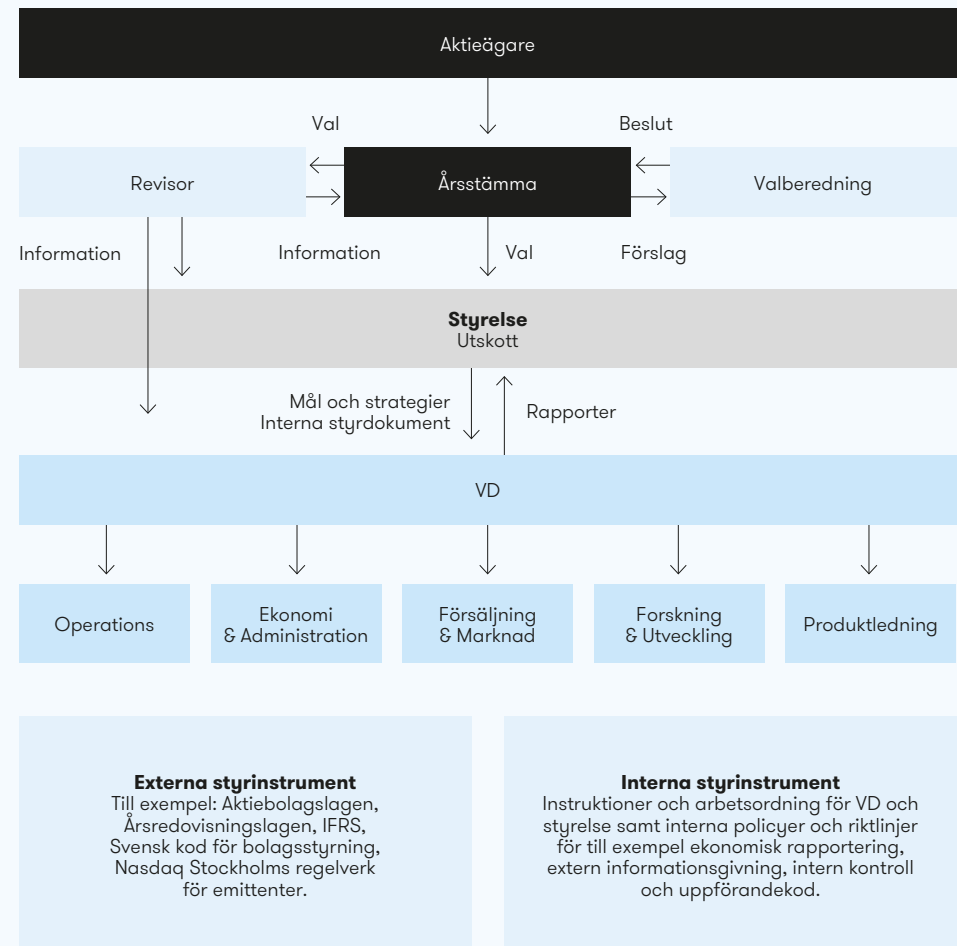 Aktieägare
Val
Beslut
Revisor
Årsstämma
Valberedning
Information
Information
Val
Förslag
Styrelse
Utskott
Mål och strategier
Interna styrdokument
Rapporter
VD
Operations
Ekonomi
& Administration
Försäljning
& Marknad
Forskning
& Utveckling
Produktledning
Externa styrinstrument
Till exempel: Aktiebolagslagen,
Årsredovisningslagen, IFRS,
Svensk kod för bolagsstyrning,
Nasdaq Stockholms regelverk
för emittenter.
Interna styrinstrument
Instruktioner och arbetsordning för VD och
styrelse samt interna policyer och riktlinjer
för till exempel ekonomisk rapportering,
extern informationsgivning, intern kontroll
och uppförandekod.